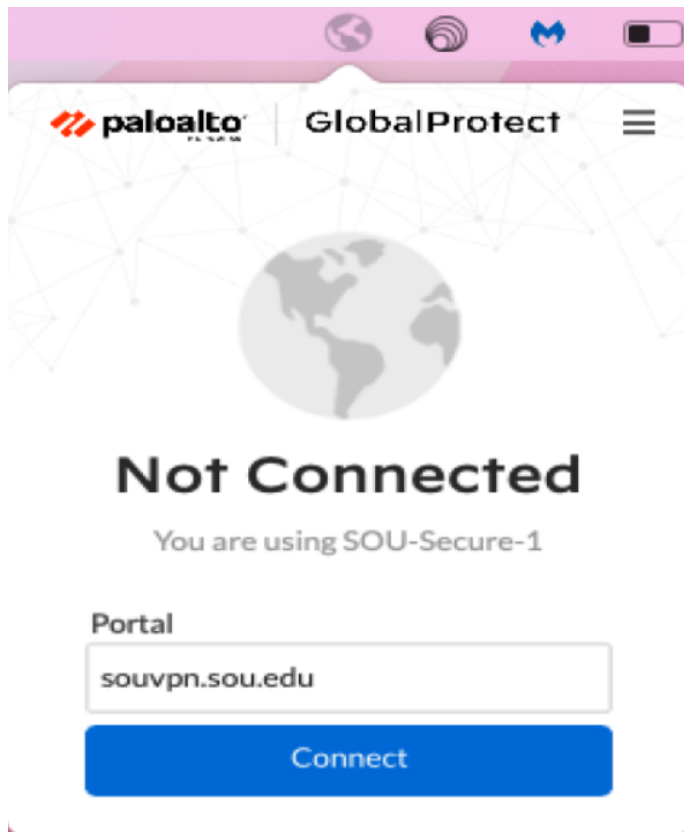 paloalto GlobalProtect
Not Connected
You are using SOU-Secure-1
Portal
souvpn.sou.edu
Connect